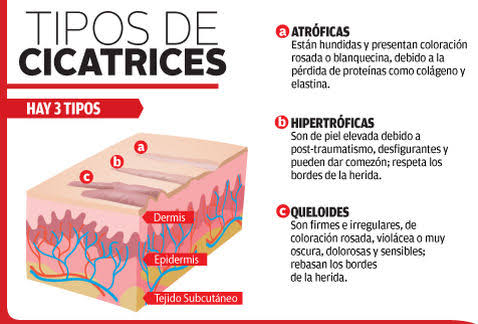 TIPOS DE
CICATRICES
HAY 3 TIPOS
a
b
c
Dermis
Epidermis
Tejido Subcutáneo
a ATRÓFICAS
Están hundidas y presentan coloración
rosada o blanquecina, debido a la
pérdida de proteínas como colágeno y
elastina.
b HIPERTRÓFICAS
Son de piel elevada debido a
post-traumatismo, desfigurantes y
pueden dar comezón; respeta los
bordes de la herida.
c QUELOIDES
Son firmes e irregulares, de
coloración rosada, violácea o muy
oscura, dolorosas y sensibles;
rebasan los bordes
de la herida.